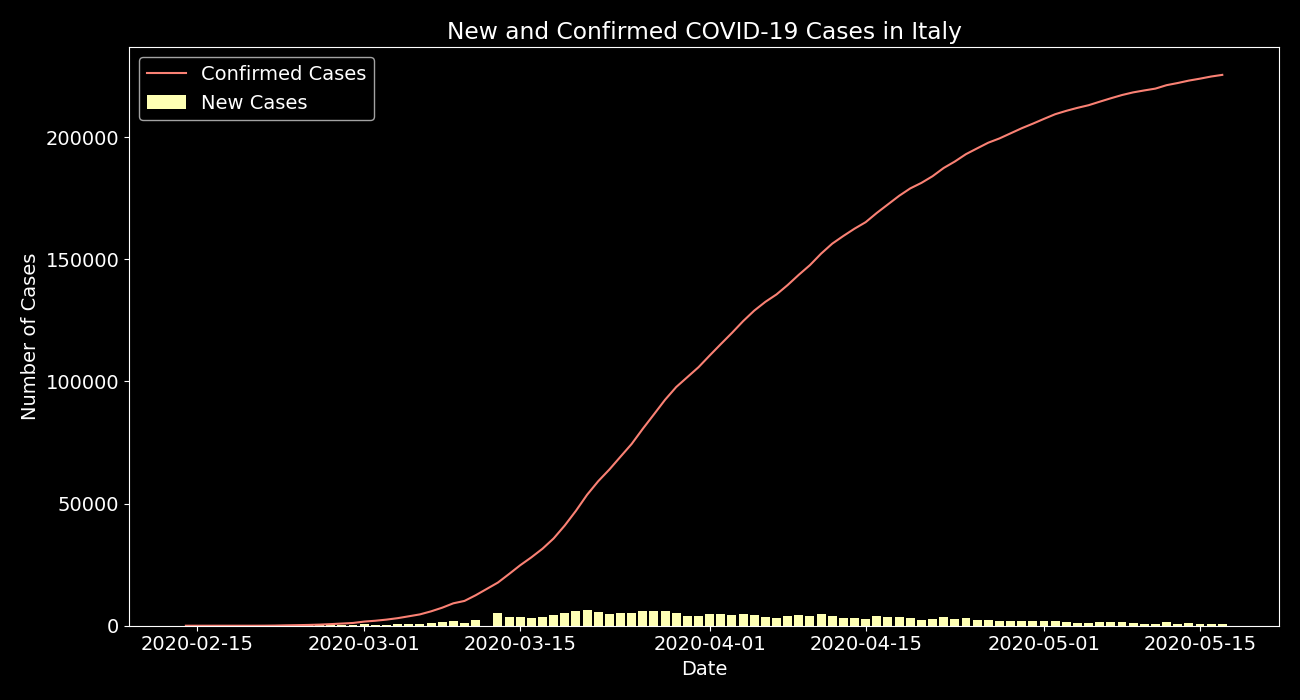 New and Confirmed COVID-19 Cases in Italy
Confirmed Cases
New Cases
Number of Cases
200000
150000
100000
50000
0
2020-02-15 2020-03-01 2020-03-15 2020-04-01 2020-04-15 2020-05-01 2020-05-15
Date